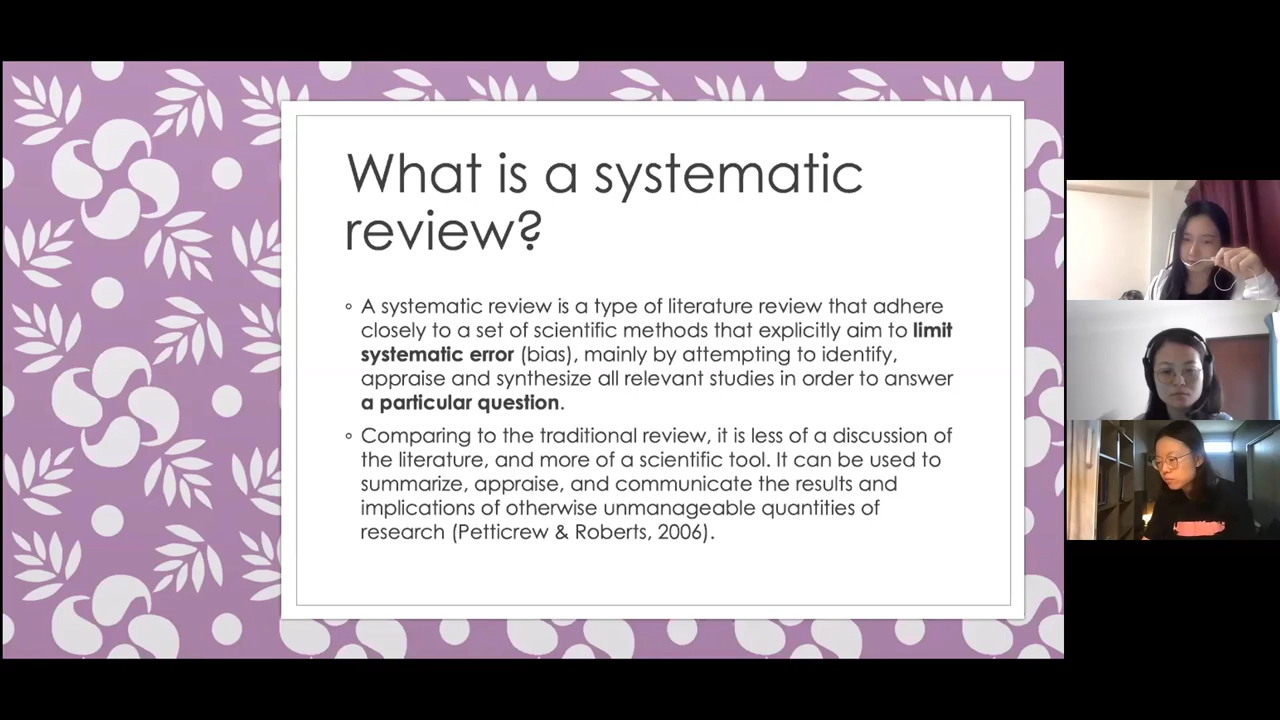 What is a systematic
review?
◦ A systematic review is a type of literature review that adhere
closely to a set of scientific methods that explicitly aim to limit
systematic error (bias), mainly by attempting to identify,
appraise and synthesize all relevant studies in order to answer
a particular question.
◦ Comparing to the traditional review, it is less of a discussion of
the literature, and more of a scientific tool. It can be used to
summarize, appraise, and communicate the results and
implications of otherwise unmanageable quantities of
research (Petticrew & Roberts, 2006).